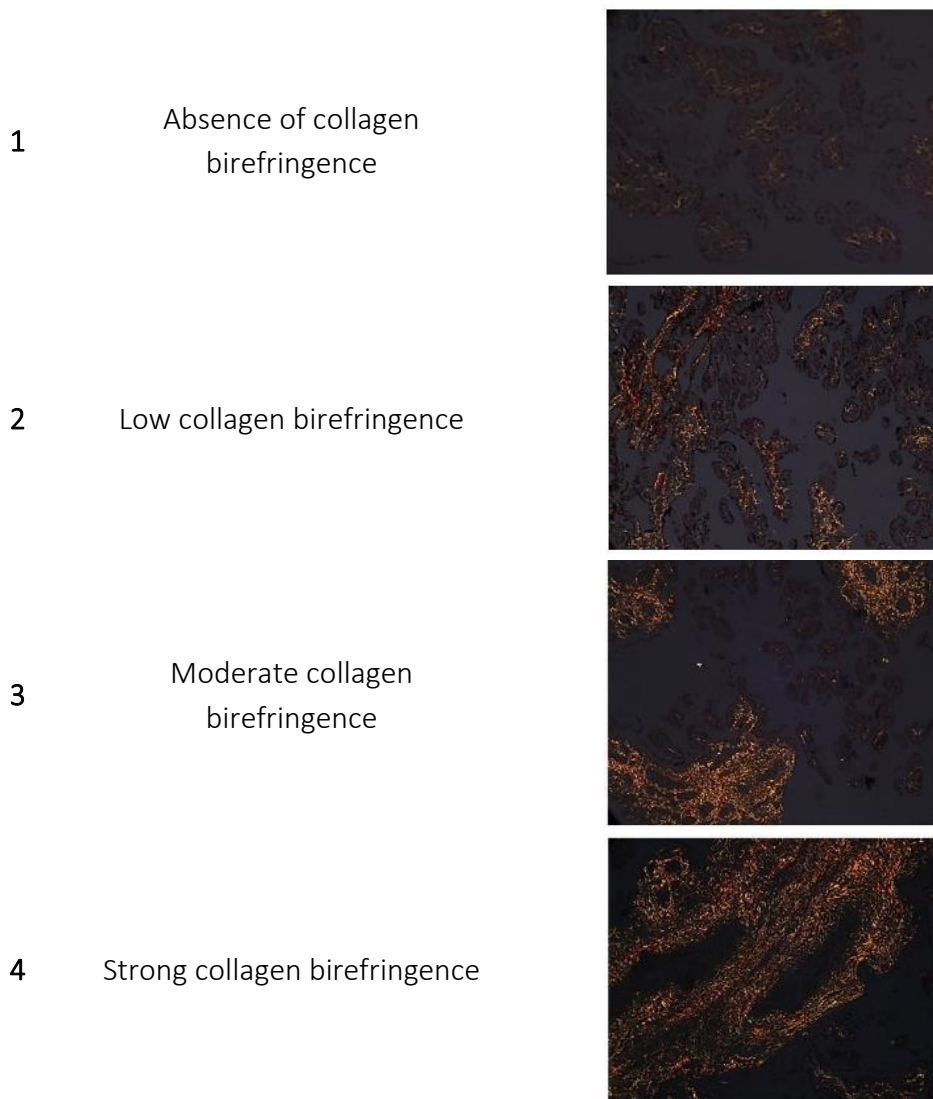 1
Absence of collagen
birefringence
2
Low collagen birefringence
3
Moderate collagen
birefringence
4
Strong collagen birefringence